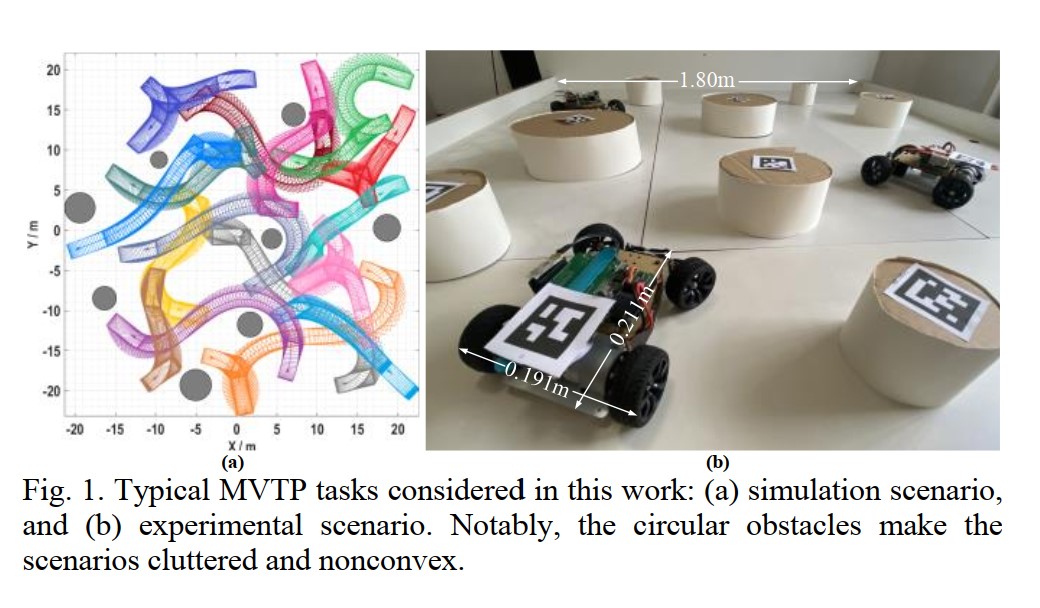 20
15
10
5
0
-5
-10
-15
-20
Y / m
-20 -15 -10 -5 0 5 10 15 20
X / m
1.80m
0.211m
0.191m
(a)
(b)
Fig. 1. Typical MVTP tasks considered in this work: (a) simulation scenario,
and (b) experimental scenario. Notably, the circular obstacles make the
scenarios cluttered and nonconvex.